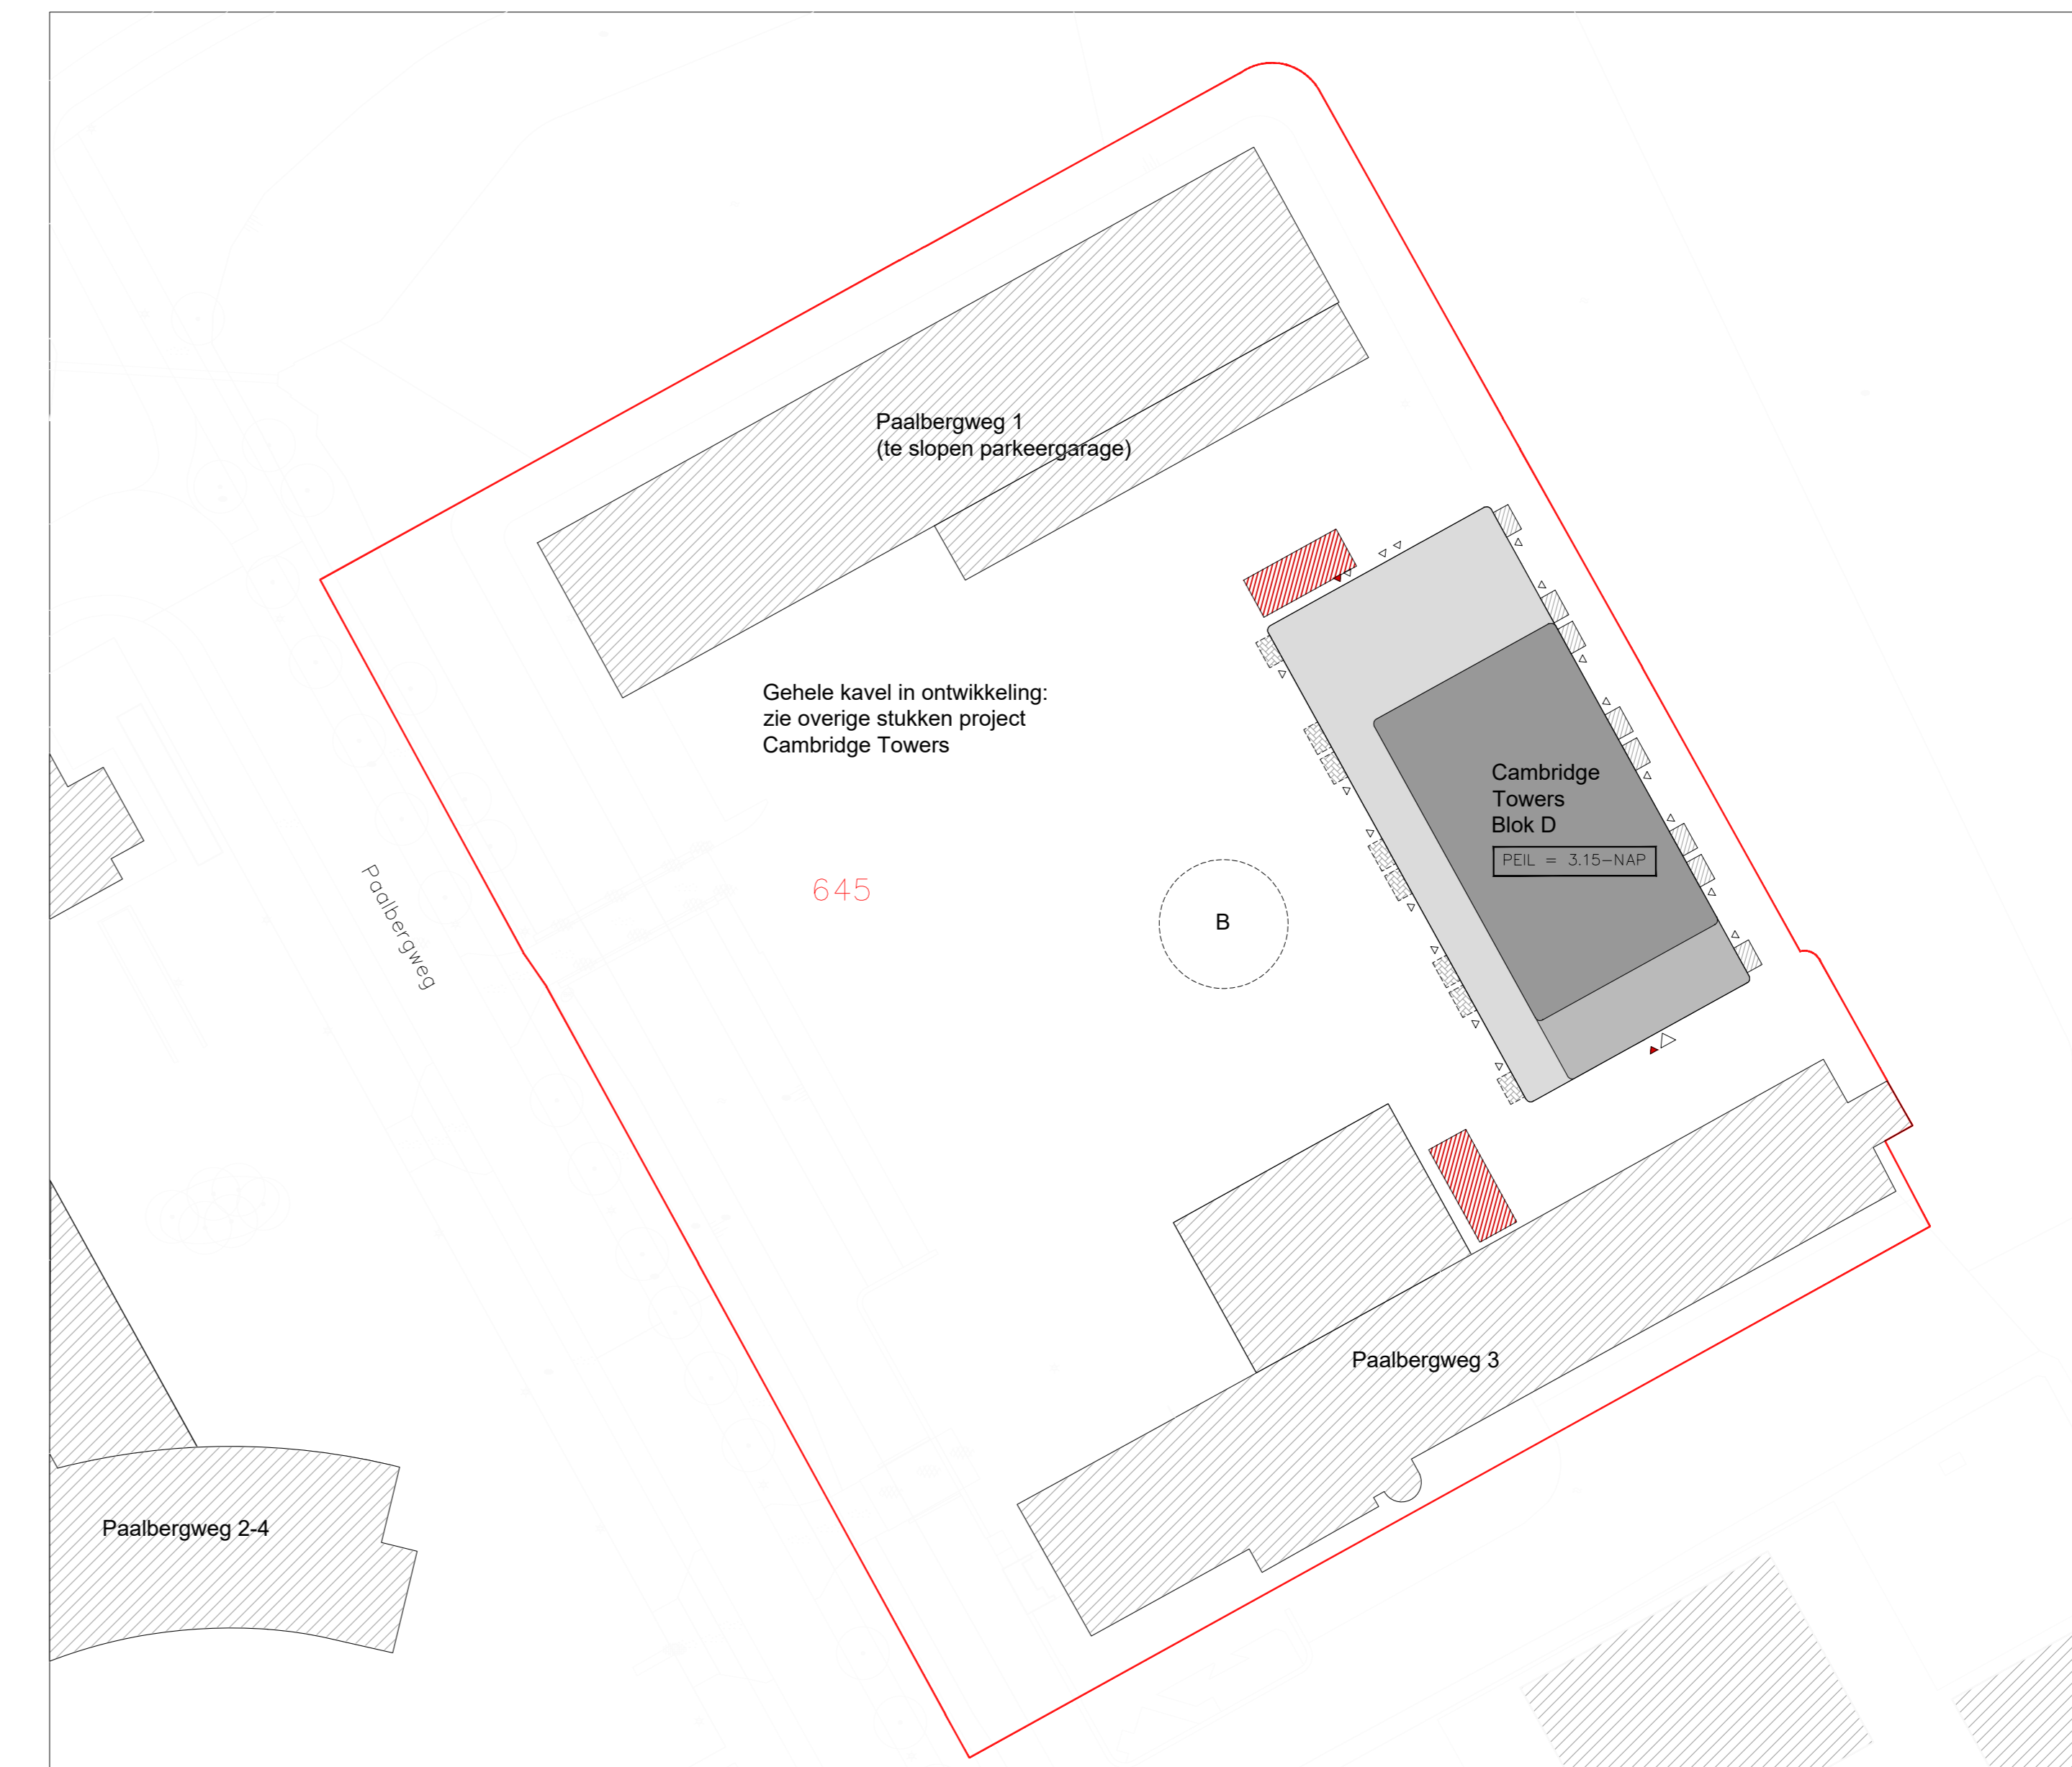 Paalbergweg 1
(te slopen parkeergarage)
Gehele kavel in ontwikkeling:
zie overige stukken project
Cambridge Towers
Cambridge
Towers
Blok D
PEIL = 3.15-NAP
645
B
Paalbergweg
Paalbergweg 3
Paalbergweg 2-4